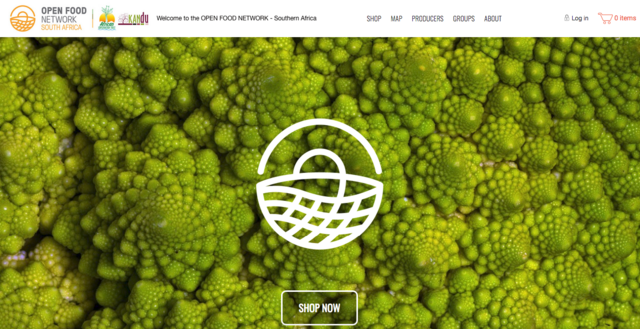 OPEN FOOD
NETWORK
SOUTH AFRICA
KANDU
Welcome to the OPEN FOOD NETWORK - Southern Africa
SHOP MAP PRODUCERS GROUPS ABOUT
Log in
0 items
SHOP NOW